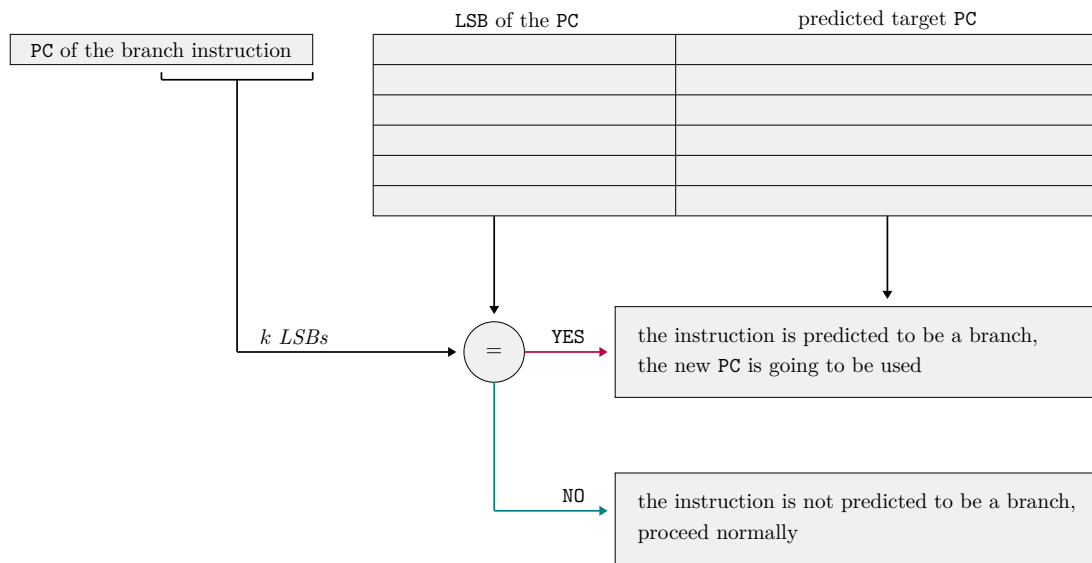 LSB of the PC
predicted target PC
PC of the branch instruction
k LSBs
=
YES
the instruction is predicted to be a branch,
the new PC is going to be used
NO
the instruction is not predicted to be a branch,
proceed normally